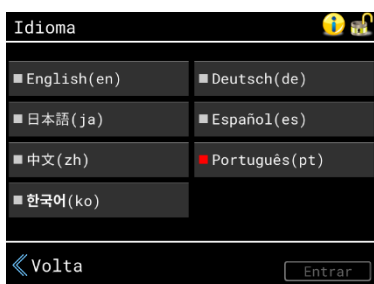 Idioma
English(en)
Deutsch(de)
日本語(ja)
Español(es)
中文(zh)
Português(pt)
한국어(ko)
Volta
Entrar